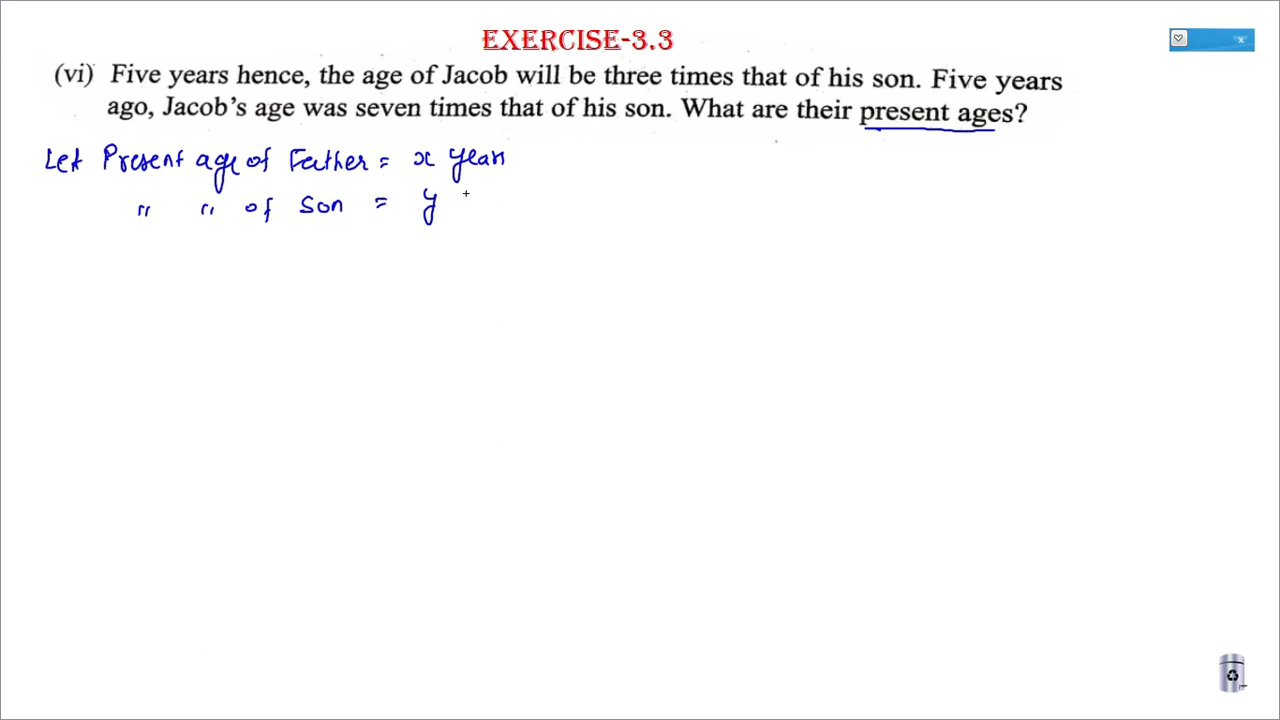 EXERCISE-3.3
(vi) Five years hence, the age of Jacob will be three times that of his son. Five years
ago, Jacob's age was seven times that of his son. What are their present ages?
Let Present age of Father = x years
" " of Son = y